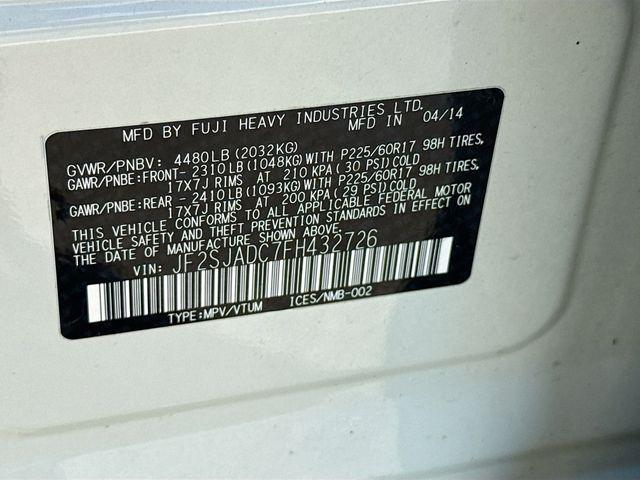 MFD BY FUJI HEAVY INDUSTRIES LTD.
MFD IN 04/14
GVWR/PNBV: 4480LB(2032KG)
GAWR/PNBE:FRONT- 2310LB(1048KG)WITH P225/60R17 98H TIRES,
17X7J RIMS AT 210 KPA(30 PSI)COLD
GAWR/PNBE:REAR - 2410LB(1093KG)WITH P225/60R17 98H TIRES,
17X7J RIMS AT 200 KPA(29 PSI)COLD
THIS VEHICLE CONFORMS TO ALL APPLICABLE FEDERAL MOTOR
VEHICLE SAFETY AND THEFT PREVENTION STANDARDS IN EFFECT ON
THE DATE OF MANUFACTURE SHOWN ABOVE.
VIN: JF2SJADC7FH432726
TYPE:MPV/VTUM ICES/NMB-002